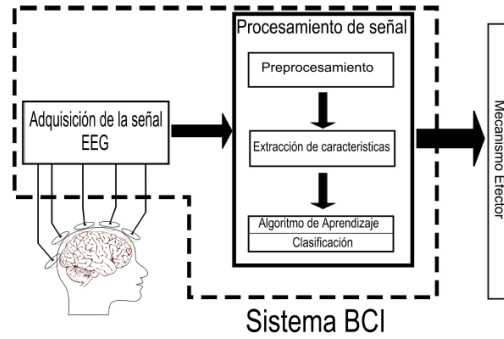 Procesamiento de señal
Preprocesamiento
Adquisición de la señal
EEG
Extracción de caracteristicas
Algoritmo de Aprendizaje
Clasificación
Mecanismo Efector
Sistema BCI